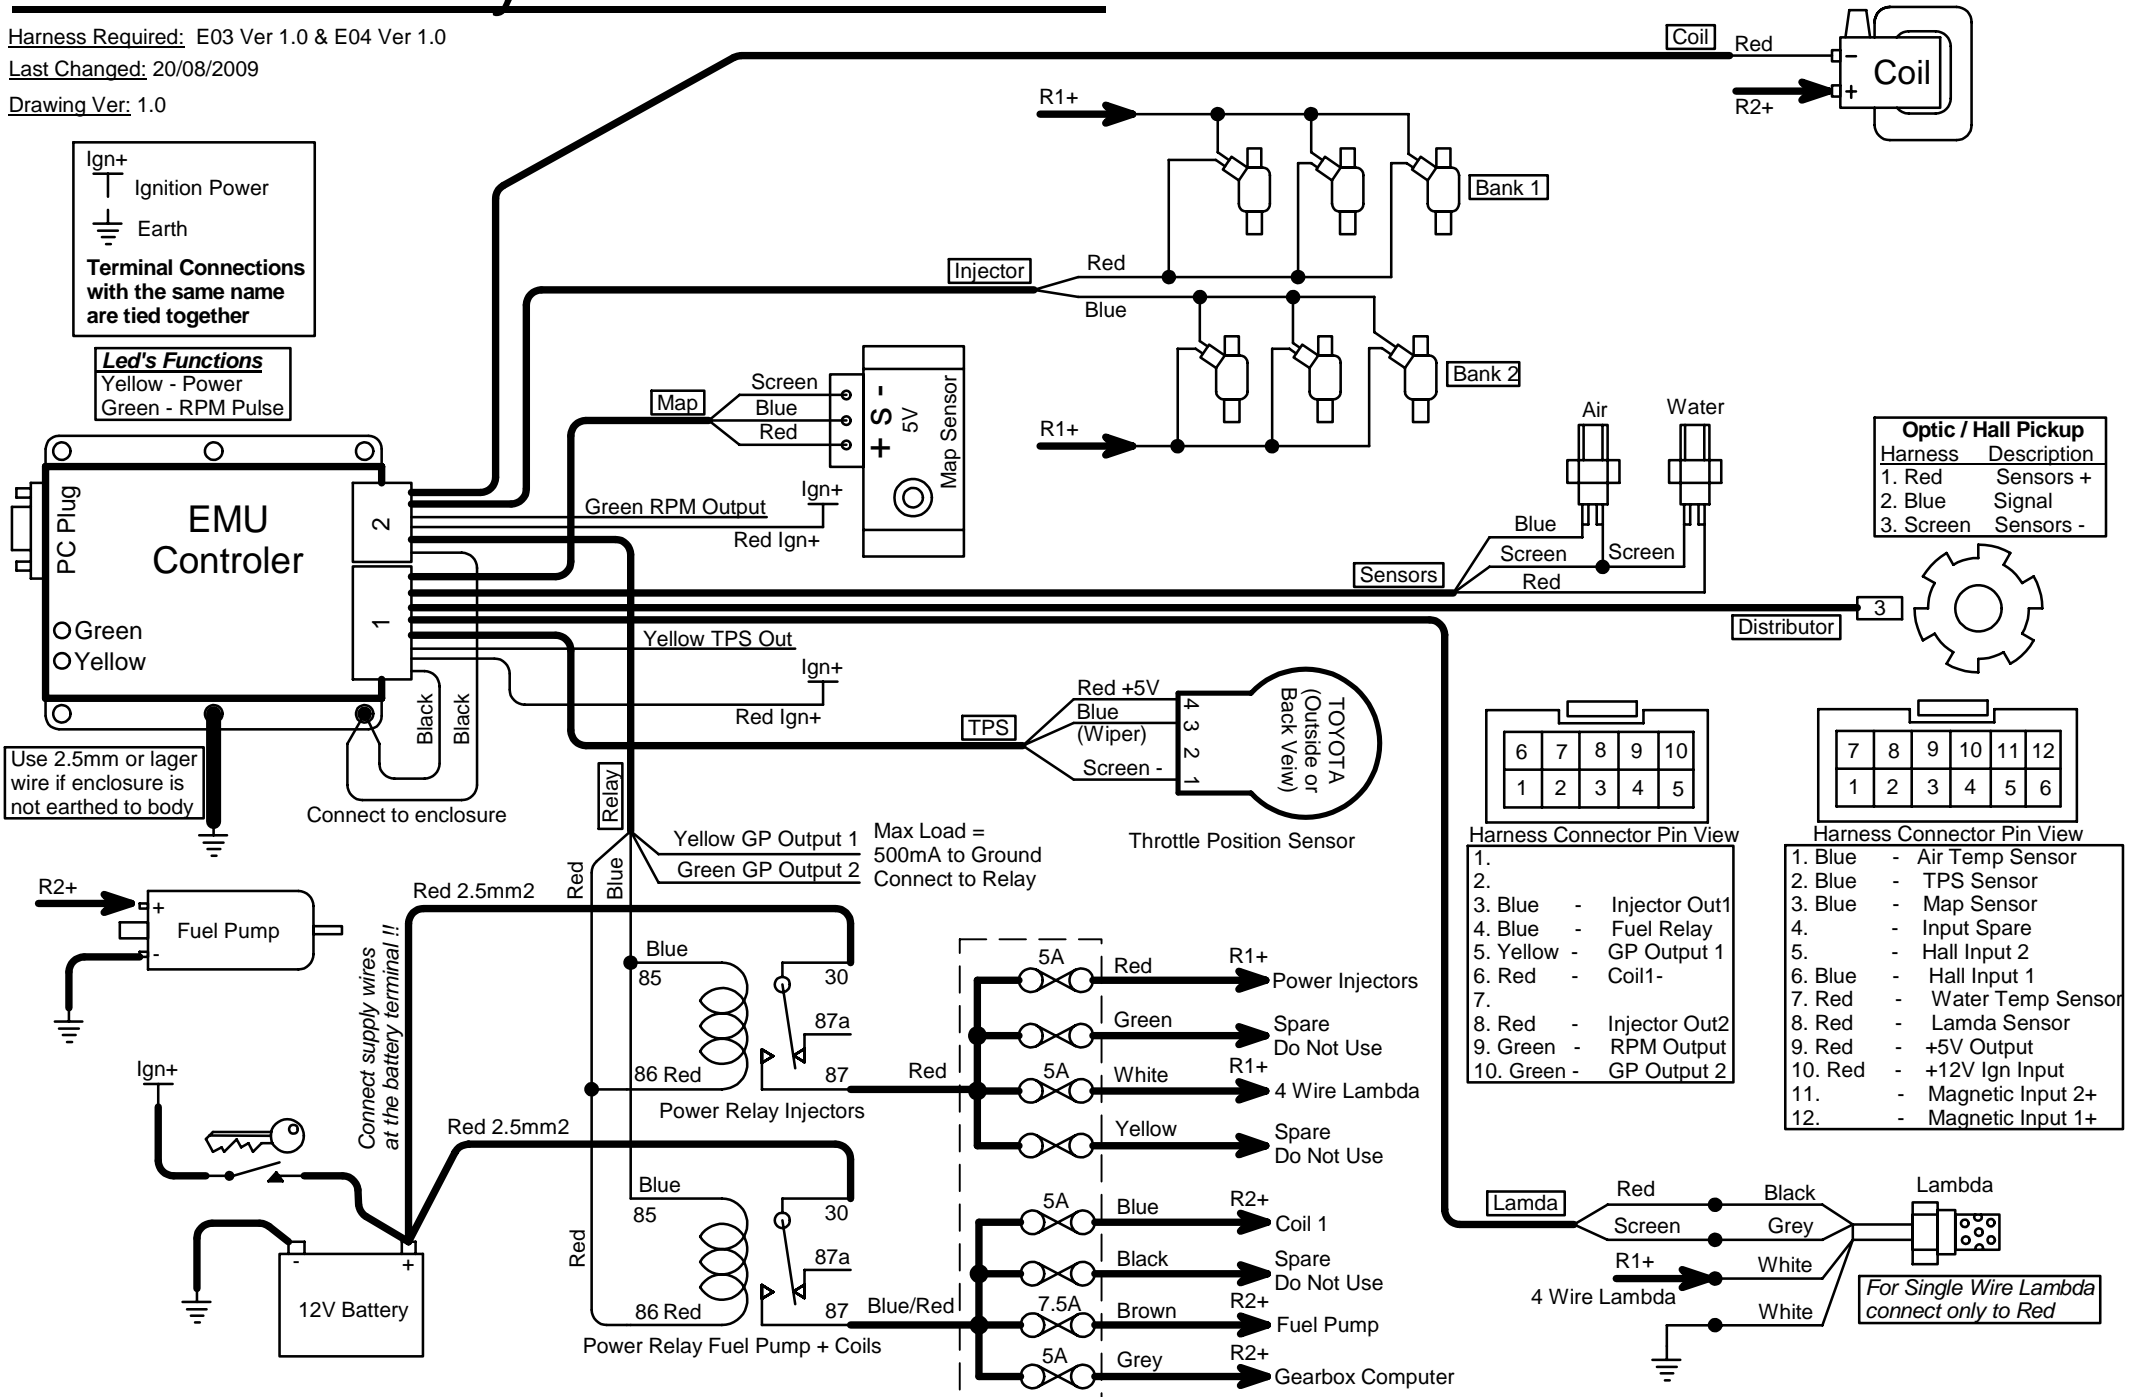 Harness Required: E03 Ver 1.0 & E04 Ver 1.0
Last Changed: 20/08/2009
Drawing Ver: 1.0
Ign+
Ignition Power
Earth
Terminal Connections
with the same name
are tied together
Led's Functions
Yellow - Power
Green - RPM Pulse
PC Plug
EMU
Controler
2
1
Green
Yellow
Black
Black
Use 2.5mm or lager
wire if enclosure is
not earthed to body
Connect to enclosure
Coil
Red
R2+
-
+
Coil
R1+
Bank 1
Injector
Red
Blue
Bank 2
R1+
Map
Screen
Blue
Red
+ S -
5V
Map Sensor
Green RPM Output
Ign+
Red Ign+
Air
Water
Blue
Screen
Screen
Red
Sensors
Optic / Hall Pickup
Harness Description
1. Red Sensors +
2. Blue Signal
3. Screen Sensors -
3
Distributor
Yellow TPS Out
Ign+
Red Ign+
TPS
Red +5V
Blue
(Wiper)
Screen -
4
3
2
1
TOYOTA
(Outside or
Back Veiw)
Throttle Position Sensor
Relay
Yellow GP Output 1
Green GP Output 2
Max Load =
500mA to Ground
Connect to Relay
Red
Blue
6 7 8 9 10
1 2 3 4 5
Harness Connector Pin View
1.
2.
3. Blue - Injector Out1
4. Blue - Fuel Relay
5. Yellow - GP Output 1
6. Red - Coil1-
7.
8. Red - Injector Out2
9. Green - RPM Output
10. Green - GP Output 2
7 8 9 10 11 12
1 2 3 4 5 6
Harness Connector Pin View
1. Blue - Air Temp Sensor
2. Blue - TPS Sensor
3. Blue - Map Sensor
4. - Input Spare
5. - Hall Input 2
6. Blue - Hall Input 1
7. Red - Water Temp Sensor
8. Red - Lamda Sensor
9. Red - +5V Output
10. Red - +12V Ign Input
11. - Magnetic Input 2+
12. - Magnetic Input 1+
R2+
+
-
Fuel Pump
Red 2.5mm2
Connect supply wires
at the battery terminal !!
Blue
85
30
87a
86 Red
87
Red
Power Relay Injectors
Red 2.5mm2
Ign+
-
+
12V Battery
Red
Blue
85
30
87a
86 Red
87
Blue/Red
Power Relay Fuel Pump + Coils
5A
Red
R1+
Power Injectors
Green
Spare
Do Not Use
5A
White
R1+
4 Wire Lambda
Yellow
Spare
Do Not Use
5A
Blue
R2+
Coil 1
Black
Spare
Do Not Use
7.5A
Brown
R2+
Fuel Pump
5A
Grey
R2+
Gearbox Computer
Lamda
Red
Black
Lambda
Screen
Grey
R1+
White
4 Wire Lambda
White
For Single Wire Lambda
connect only to Red